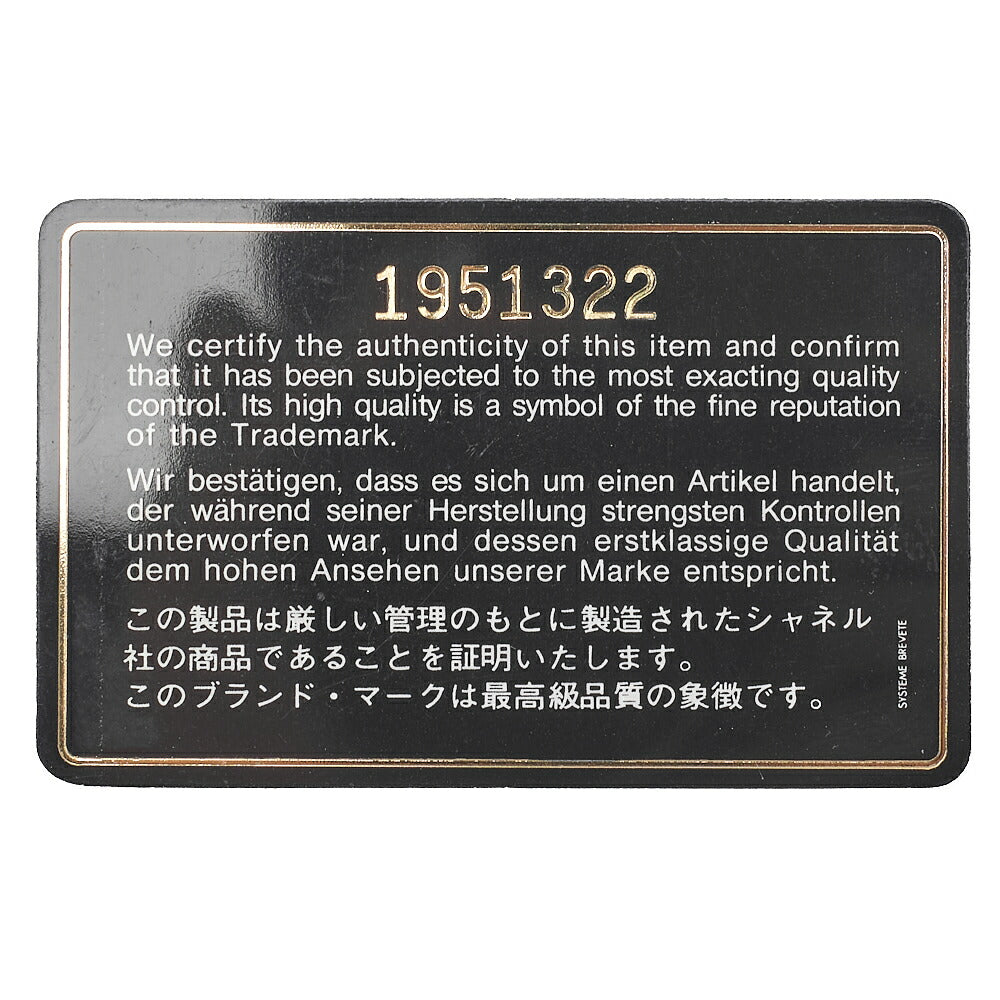 1951322
We certify the authenticity of this item and confirm
that it has been subjected to the most exacting quality
control. Its high quality is a symbol of the fine reputation
of the Trademark.
Wir bestätigen, dass es sich um einen Artikel handelt,
der während seiner Herstellung strengsten Kontrollen
unterworfen war, und dessen erstklassige Qualität
dem hohen Ansehen unserer Marke entspricht.
この製品は厳しい管理のもとに製造されたシャネル
社の商品であることを証明いたします。
このブランド・マークは最高級品質の象徴です。
SYSTEME BREVETE